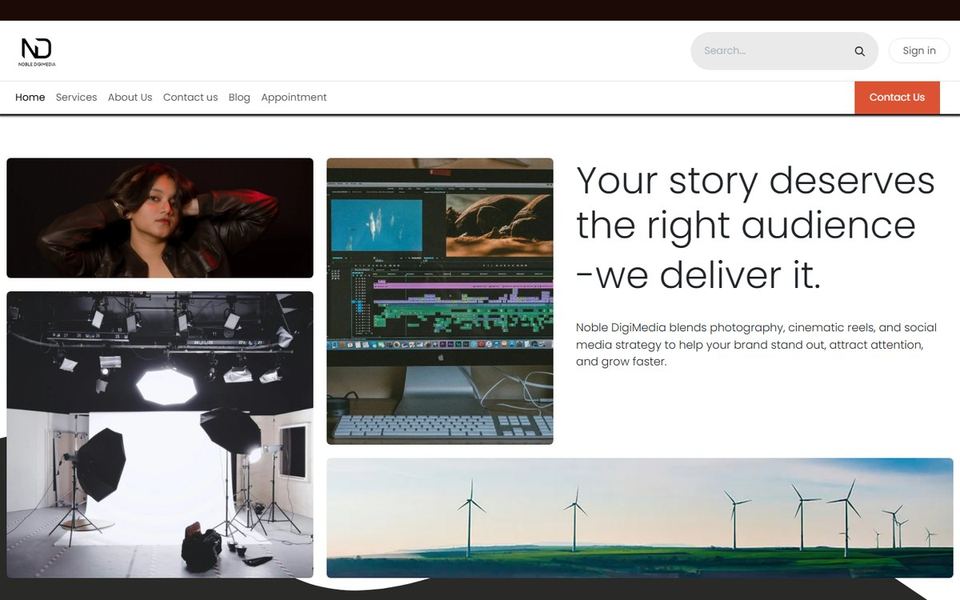 ND
NOBLE DIGIMEDIA
Search...
Sign in
Home Services About Us Contact us Blog Appointment
Contact Us
Your story deserves
the right audience
-we deliver it.
Noble DigiMedia blends photography, cinematic reels, and social
media strategy to help your brand stand out, attract attention,
and grow faster.